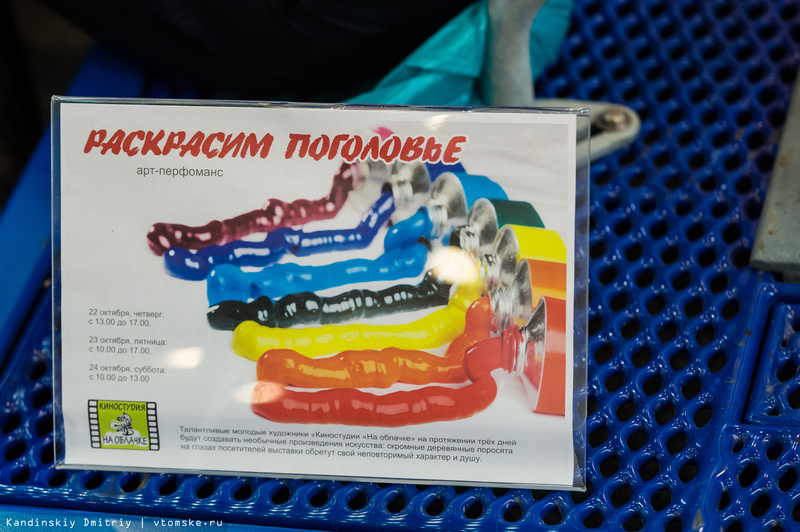 РАСКРАСИМ ПОГОЛОВЬЕ
арт-перфоманс
22 октября, четверг:
с 13.00 до 17.00,
23 октября, пятница:
с 10.00 до 17.00,
24 октября, суббота:
с 10.00 до 13.00
КИНОСТУДИЯ
НА ОБЛАЧКЕ
Талантливые молодые художники «Киностудии «На облачке» на протяжении трёх дней
будут создавать необычные произведения искусства: скромные деревянные поросята
на глазах посетителей выставки обретут свой неповторимый характер и душу.
Kandinskiy Dmitriy | vtomske.ru